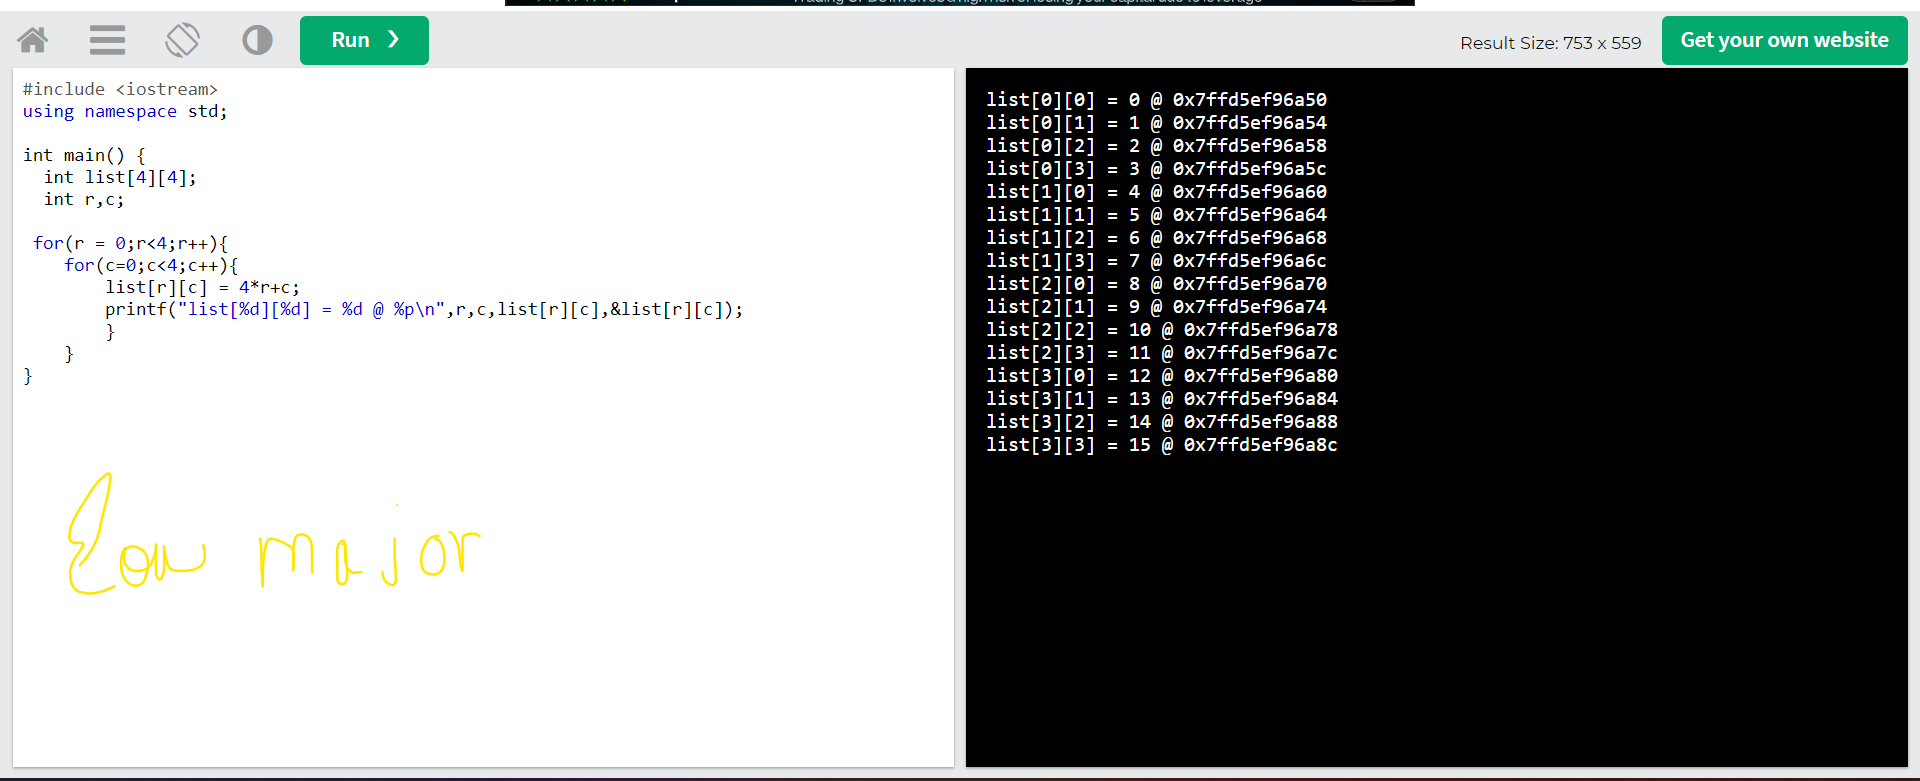 Run ❯
Result Size: 753 x 559
Get your own website
#include <iostream>
using namespace std;
int main() {
int list[4][4];
int r,c;
for(r = 0;r<4;r++){
for(c=0;c<4;c++){
list[r][c] = 4*r+c;
printf("list[%d][%d] = %d @ %p\n",r,c,list[r][c],&list[r][c]);
}
}
}
Row major
list[0][0] = 0 @ 0x7ffd5ef96a50
list[0][1] = 1 @ 0x7ffd5ef96a54
list[0][2] = 2 @ 0x7ffd5ef96a58
list[0][3] = 3 @ 0x7ffd5ef96a5c
list[1][0] = 4 @ 0x7ffd5ef96a60
list[1][1] = 5 @ 0x7ffd5ef96a64
list[1][2] = 6 @ 0x7ffd5ef96a68
list[1][3] = 7 @ 0x7ffd5ef96a6c
list[2][0] = 8 @ 0x7ffd5ef96a70
list[2][1] = 9 @ 0x7ffd5ef96a74
list[2][2] = 10 @ 0x7ffd5ef96a78
list[2][3] = 11 @ 0x7ffd5ef96a7c
list[3][0] = 12 @ 0x7ffd5ef96a80
list[3][1] = 13 @ 0x7ffd5ef96a84
list[3][2] = 14 @ 0x7ffd5ef96a88
list[3][3] = 15 @ 0x7ffd5ef96a8c